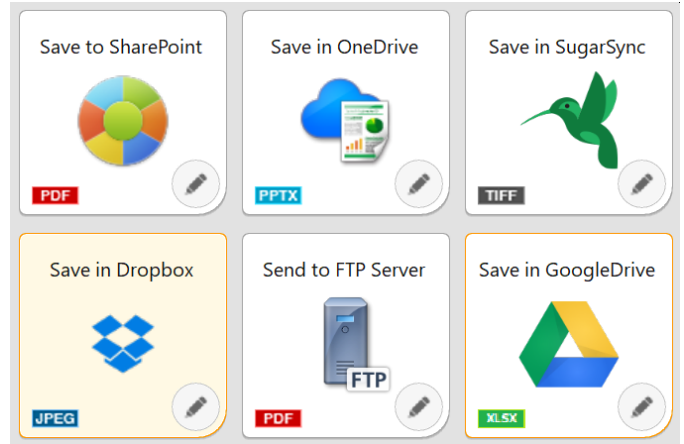 Save to SharePoint
Save in OneDrive
Save in SugarSync
PDF
PPTX
TIFF
Save in Dropbox
Send to FTP Server
Save in GoogleDrive
FTP
JPEG
PDF
XLSX